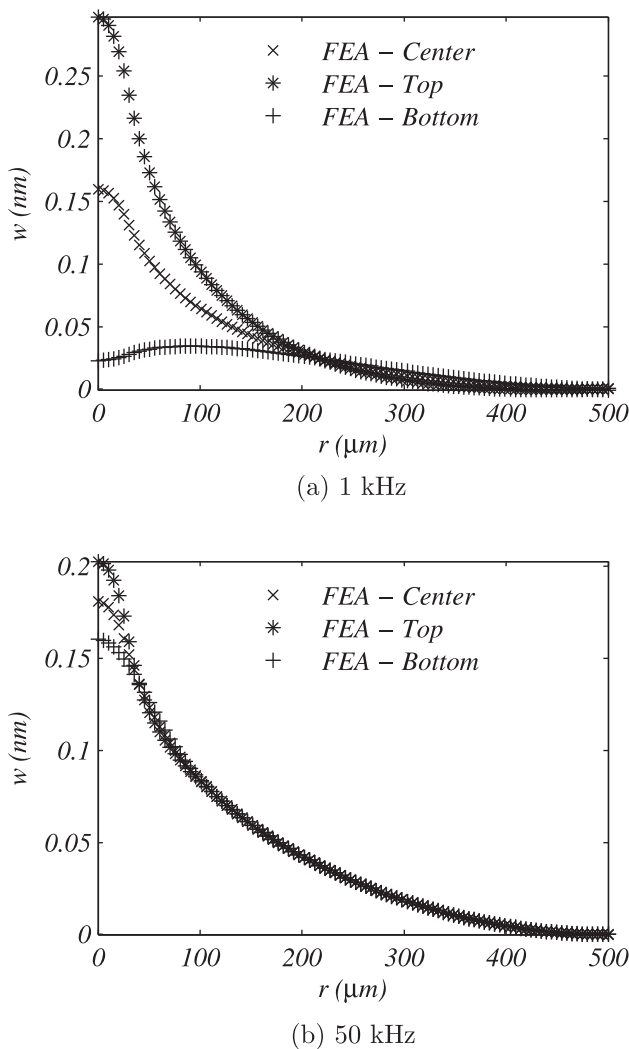 0.25
0.2
0.15
0.1
0.05
0
w (nm)
× FEA – Center
* FEA – Top
+ FEA – Bottom
0 100 200 300 400 500
r (μm)
(a) 1 kHz
0.2
0.15
0.1
0.05
0
w (nm)
× FEA – Center
* FEA – Top
+ FEA – Bottom
0 100 200 300 400 500
r (μm)
(b) 50 kHz